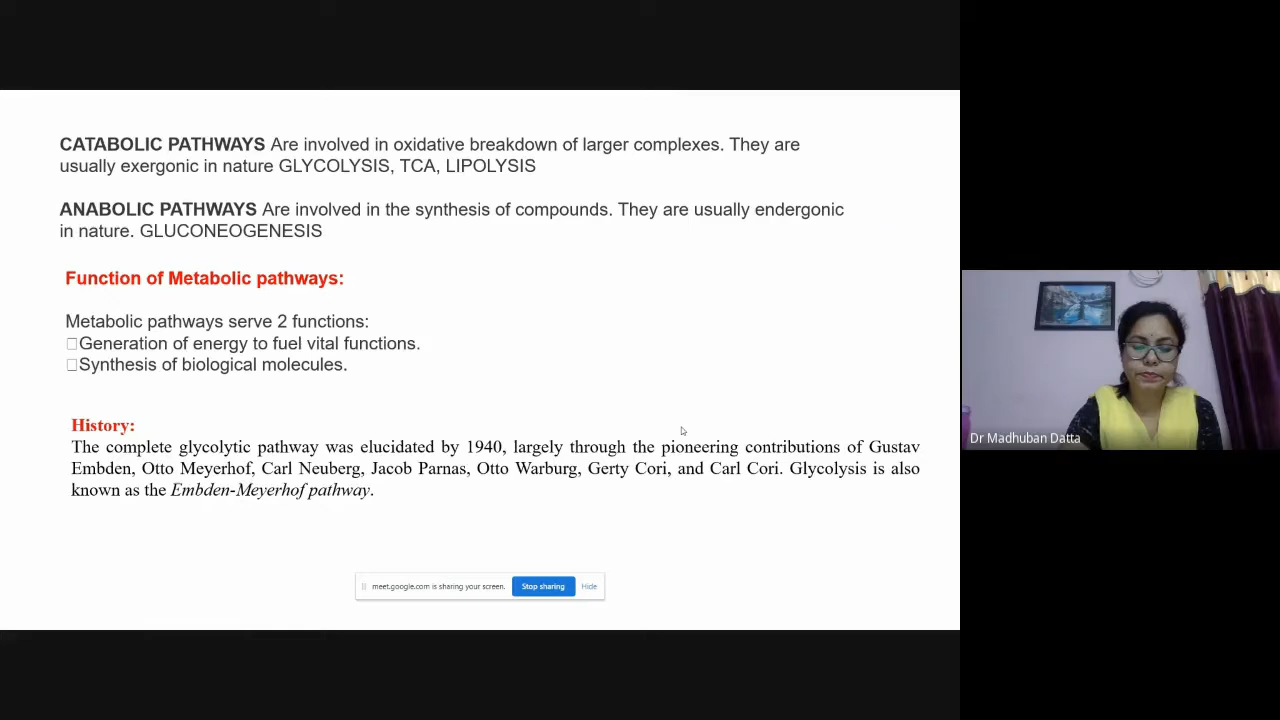 CATABOLIC PATHWAYS Are involved in oxidative breakdown of larger complexes. They are
usually exergonic in nature GLYCOLYSIS, TCA, LIPOLYSIS
ANABOLIC PATHWAYS Are involved in the synthesis of compounds. They are usually endergonic
in nature. GLUCONEOGENESIS
Function of Metabolic pathways:
Metabolic pathways serve 2 functions:
Generation of energy to fuel vital functions.
Synthesis of biological molecules.
History:
The complete glycolytic pathway was elucidated by 1940, largely through the pioneering contributions of Gustav
Embden, Otto Meyerhof, Carl Neuberg, Jacob Parnas, Otto Warburg, Gerty Cori, and Carl Cori. Glycolysis is also
known as the Embden-Meyerhof pathway.
meet.google.com is sharing your screen. Stop sharing Hide
Dr Madhuban Datta